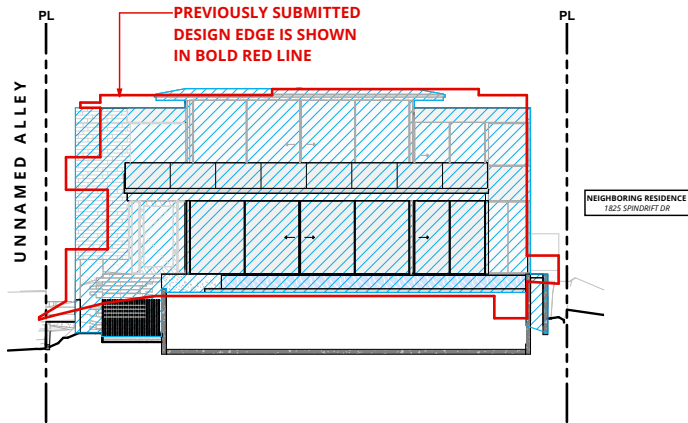 PL
PREVIOUSLY SUBMITTED
DESIGN EDGE IS SHOWN
IN BOLD RED LINE
PL
UNNAMED ALLEY
NEIGHBORING RESIDENCE
1825 SPINDRIFT DR